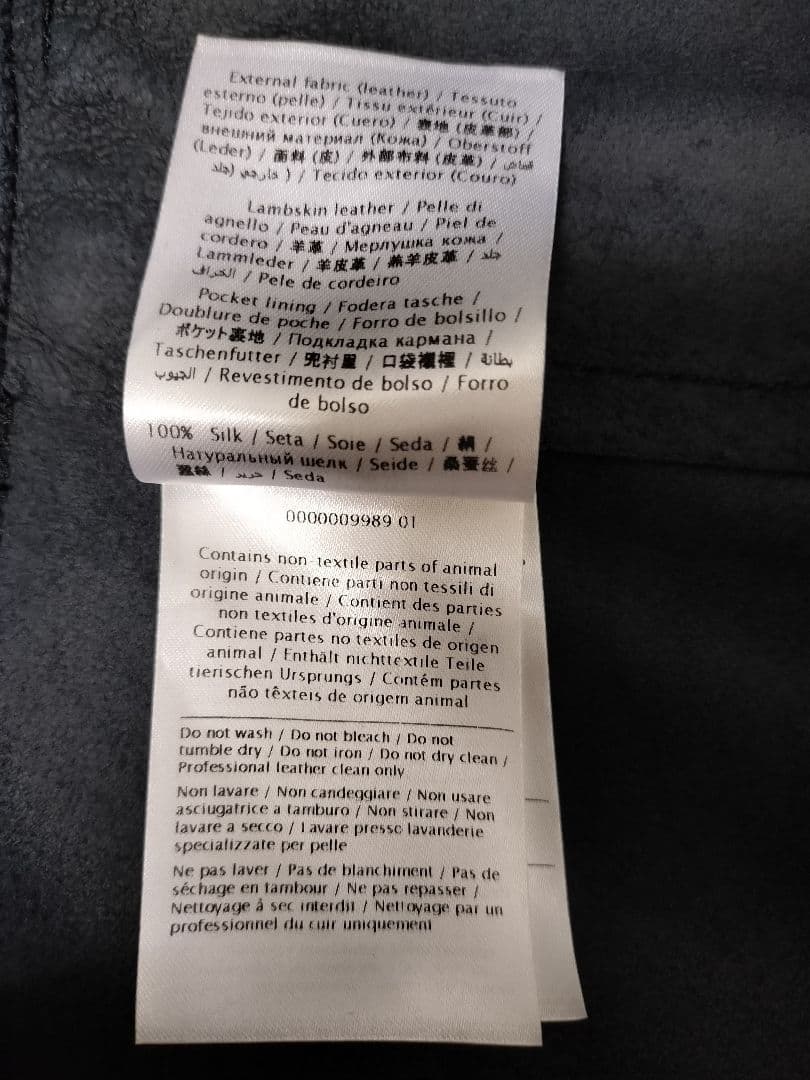 External fabric (leather) / Tessuto
esterno (pelle) / Tissu extérieur (Cuir) /
Tejido exterior (Cuero) / 表地 (皮革部) /
внешний материал (Кожа) / Oberstoff
(Leder) / 面料 (皮) / 外部布料 (皮革) / قماش
خارجي (جلد) / Tecido exterior (Couro)
Lambskin leather / Pelle di
agnello / Peau d'agneau / Piel de
cordero / 羊革 / Мерлушка кожа /
Lammleder / 羊皮革 / 羔羊皮革 / جلد
الخراف / Pele de cordeiro
Pocket lining / Fodera tasche /
Doublure de poche / Forro de bolsillo /
ポケット裏地 / Подкладка кармана /
Taschenfutter / 兜衬里 / 口袋襯裡 / بطانة
الجيوب / Revestimento de bolso / Forro
de bolso
100% Silk / Seta / Soie / Seda / 絹 /
Натуральный шелк / Seide / 桑蚕丝 /
蠶絲 / حرير / Seda
0000009989 01
Contains non-textile parts of animal
origin / Contiene parti non tessili di
origine animale / Contient des parties
non textiles d'origine animale /
Contiene partes no textiles de origen
animal / Enthält nichttextile Teile
tierischen Ursprungs / Contém partes
não têxteis de origem animal
Do not wash / Do not bleach / Do not
tumble dry / Do not iron / Do not dry clean /
Professional leather clean only
Non lavare / Non candeggiare / Non usare
asciugatrice a tamburo / Non stirare / Non
lavare a secco / Lavare presso lavanderie
specializzate per pelle
Ne pas laver / Pas de blanchiment / Pas de
séchage en tambour / Ne pas repasser /
Nettoyage à sec interdit / Nettoyage par un
professionnel du cuir uniquement